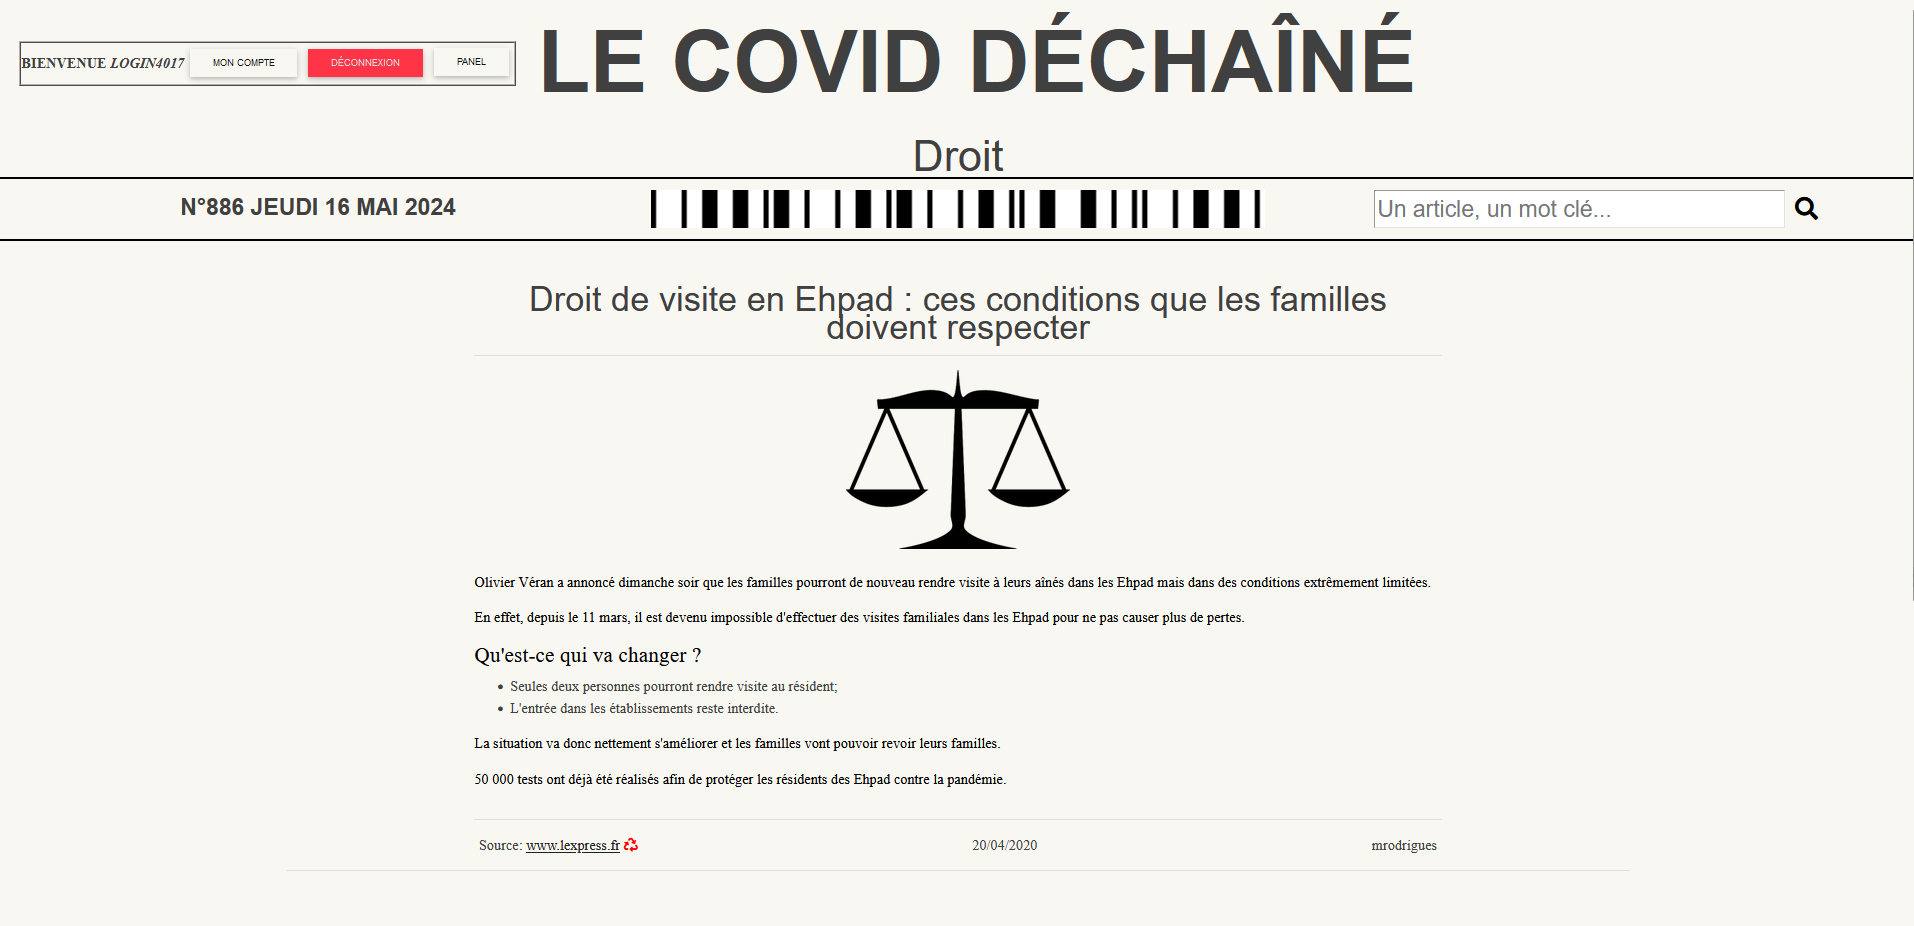 LE COVID DÉCHAÎNÉ
BIENVENUE LOGIN4017 MON COMPTE DÉCONNEXION PANEL
Droit
N°886 JEUDI 16 MAI 2024
Un article, un mot clé...
Droit de visite en Ehpad : ces conditions que les familles
doivent respecter
Olivier Véran a annoncé dimanche soir que les familles pourront de nouveau rendre visite à leurs aînés dans les Ehpad mais dans des conditions extrêmement limitées.
En effet, depuis le 11 mars, il est devenu impossible d'effectuer des visites familiales dans les Ehpad pour ne pas causer plus de pertes.
Qu'est-ce qui va changer ?
• Seules deux personnes pourront rendre visite au résident;
• L'entrée dans les établissements reste interdite.
La situation va donc nettement s'améliorer et les familles vont pouvoir revoir leurs familles.
50 000 tests ont déjà été réalisés afin de protéger les résidents des Ehpad contre la pandémie.
Source: www.lexpress.fr 20/04/2020 mrodrigues